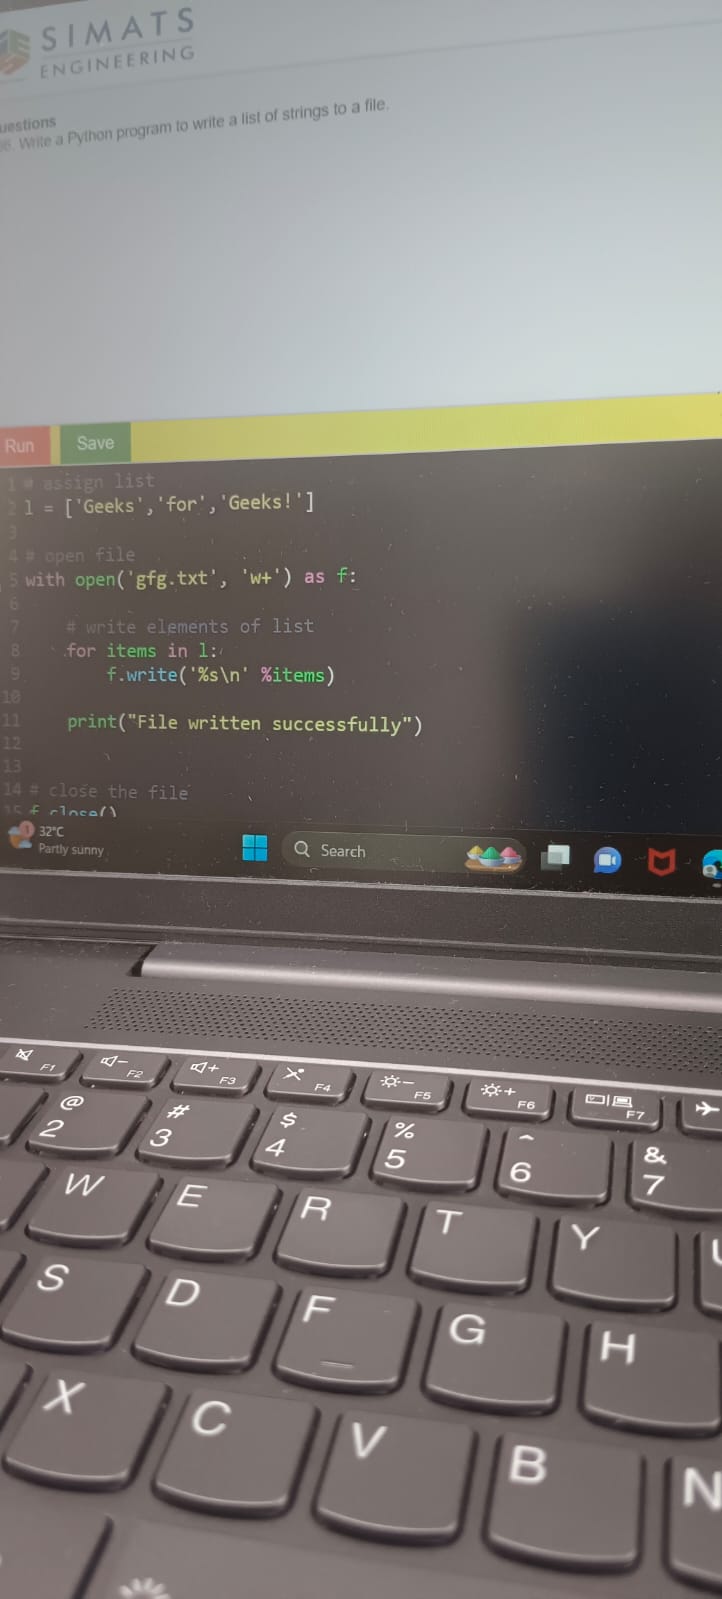 SIMATS
ENGINEERING
uestions
Write a Python program to write a list of strings to a file.
Run
Save
1 # assign list
2 l = ['Geeks','for','Geeks!']
3
4 # open file
5 with open('gfg.txt', 'w+') as f:
6
7 # write elements of list
8 for items in l:
9 f.write('%s\n' %items)
10
11 print("File written successfully")
12
13
14 # close the file
15 f.close()
1
32°C
Partly sunny
Search
F1
F2
F3
F4
F5
F6
F7
@ # $ % ^ &
2 3 4 5 6 7
W E R T Y U
S D F G H
X C V B N